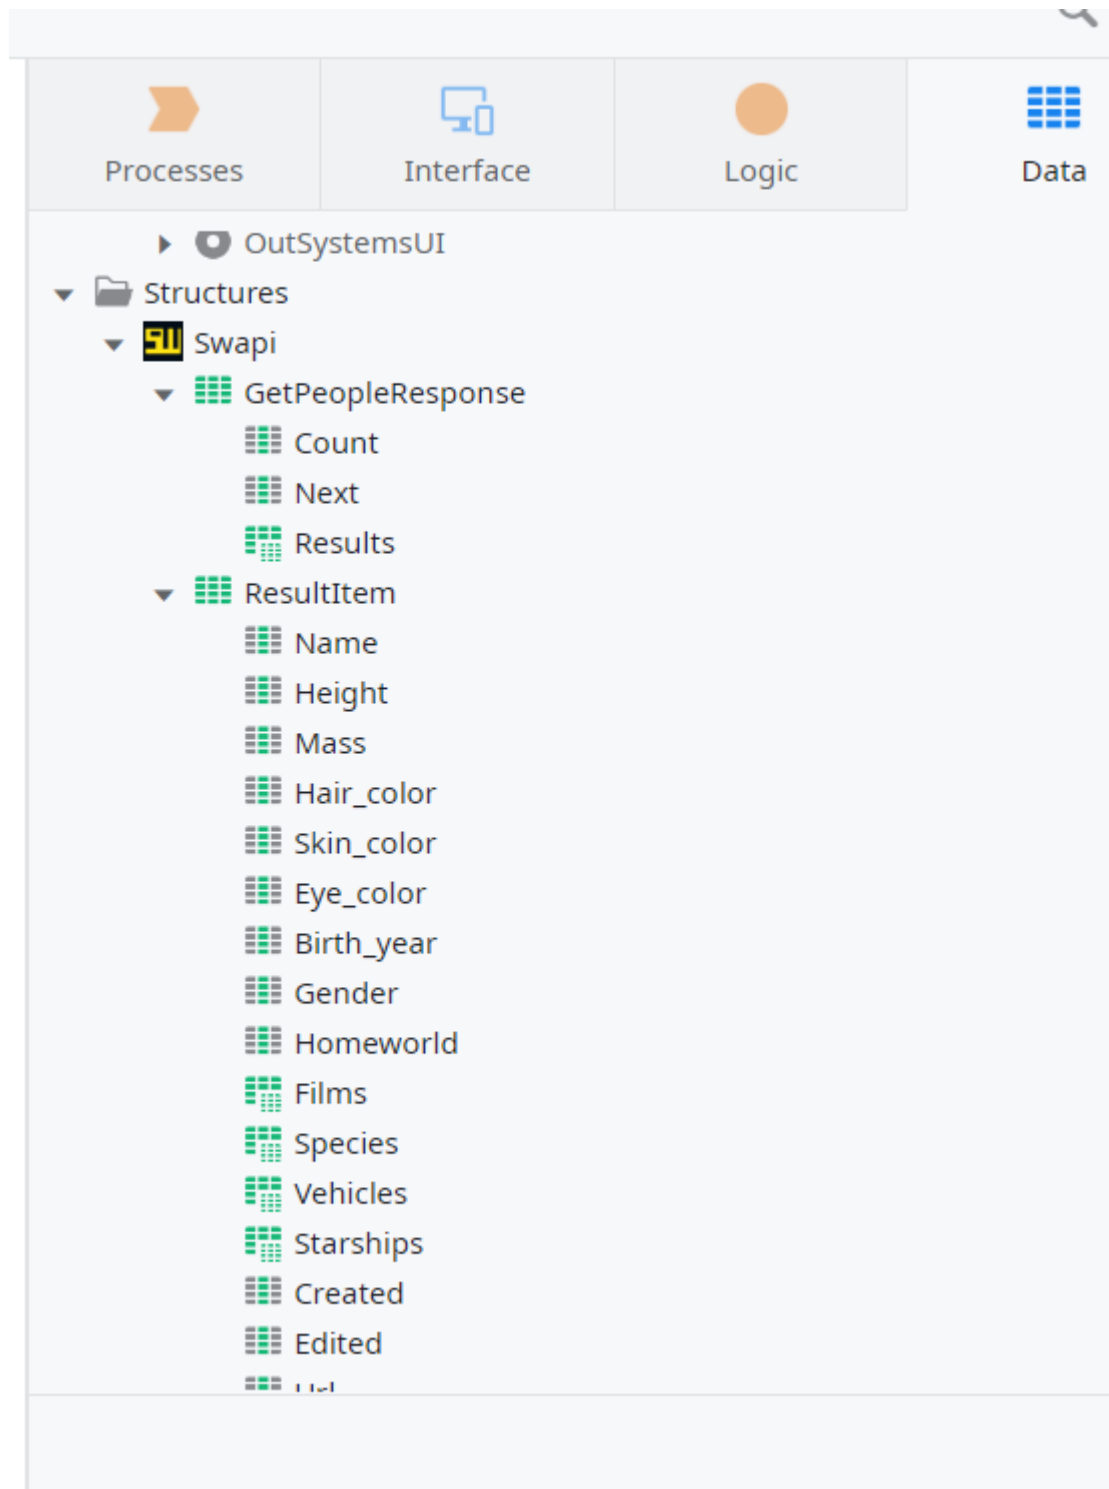 Processes
Interface
Logic
Data
OutSystemsUI
Structures
Swapi
GetPeopleResponse
Count
Next
Results
ResultItem
Name
Height
Mass
Hair_color
Skin_color
Eye_color
Birth_year
Gender
Homeworld
Films
Species
Vehicles
Starships
Created
Edited
Url